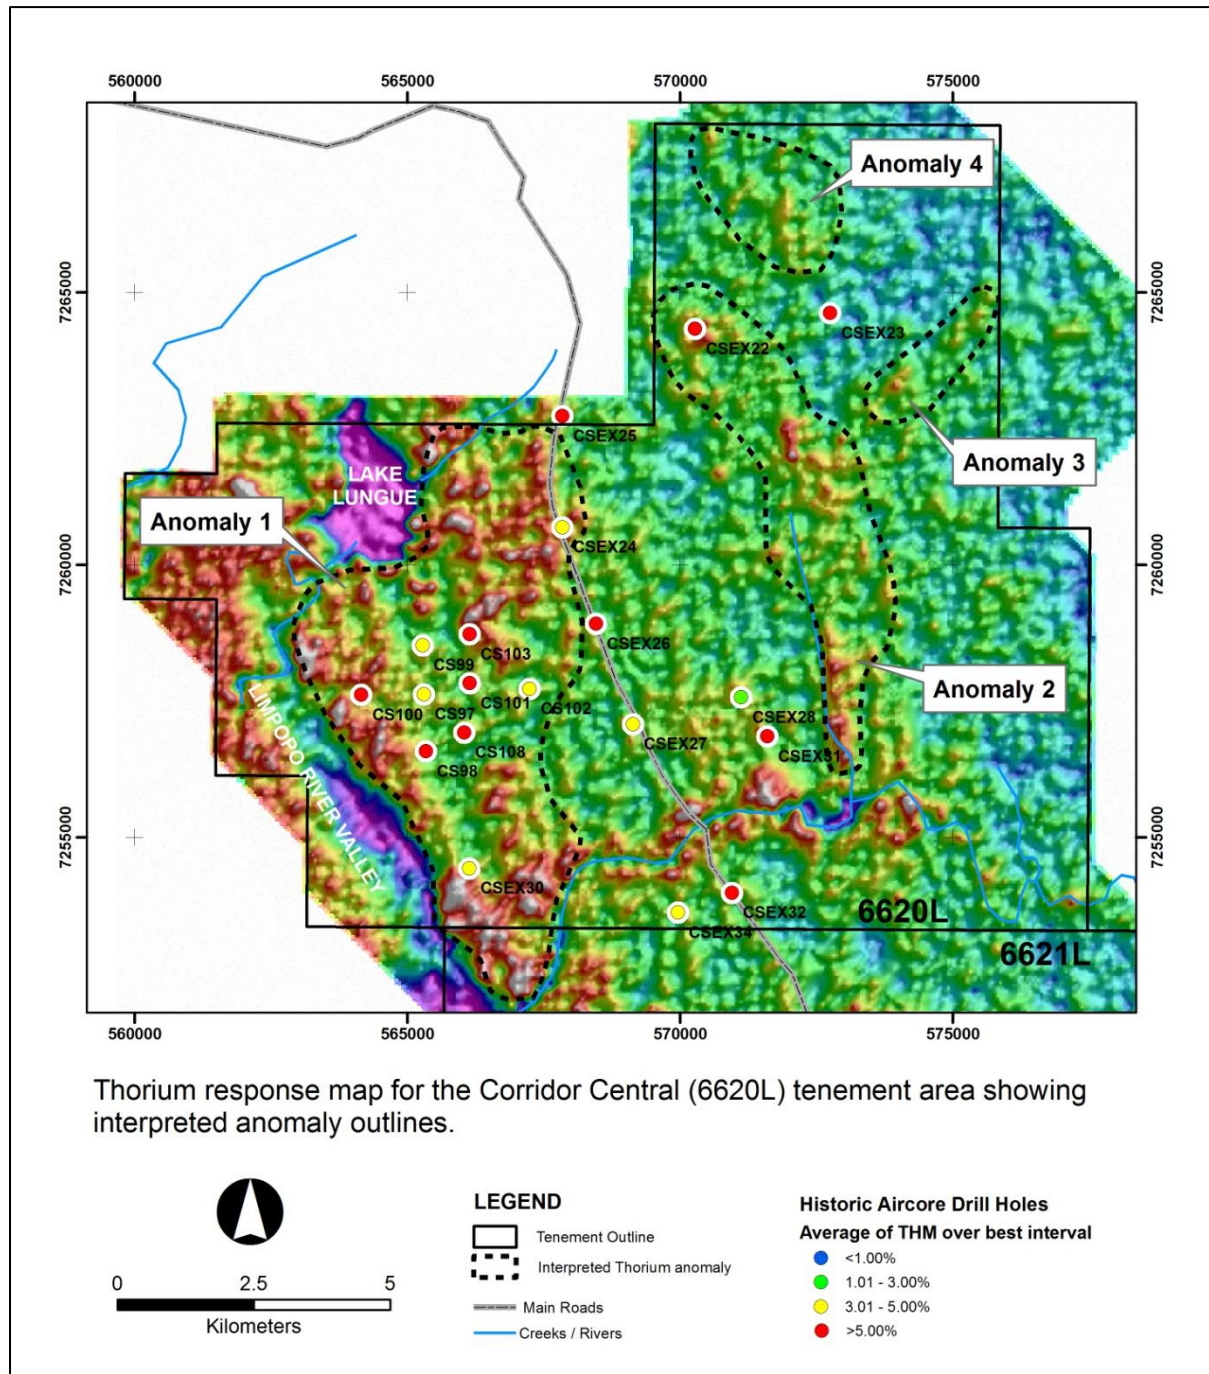 560000
565000
570000
575000
Anomaly 4
7265000
7265000
CSEX23
CSEX22
CSEX25
Anomaly 3
LAKE
LUNGUE
Anomaly 1
CSEX24
7260000
7260000
CSEX26
CS103
CS99
CS101
CS102
CS100
CS97
Anomaly 2
CSEX28
CSEX31
CSEX27
CS108
CS98
LIMPOPO RIVER VALLEY
7255000
7255000
CSEX30
CSEX32
6620L
CSEX34
6621L
560000
565000
570000
575000
Thorium response map for the Corridor Central (6620L) tenement area showing
interpreted anomaly outlines.
LEGEND
Tenement Outline
Interpreted Thorium anomaly
Main Roads
Creeks / Rivers
Historic Aircore Drill Holes
Average of THM over best interval
<1.00%
1.01 - 3.00%
3.01 - 5.00%
>5.00%
0
2.5
5
Kilometers